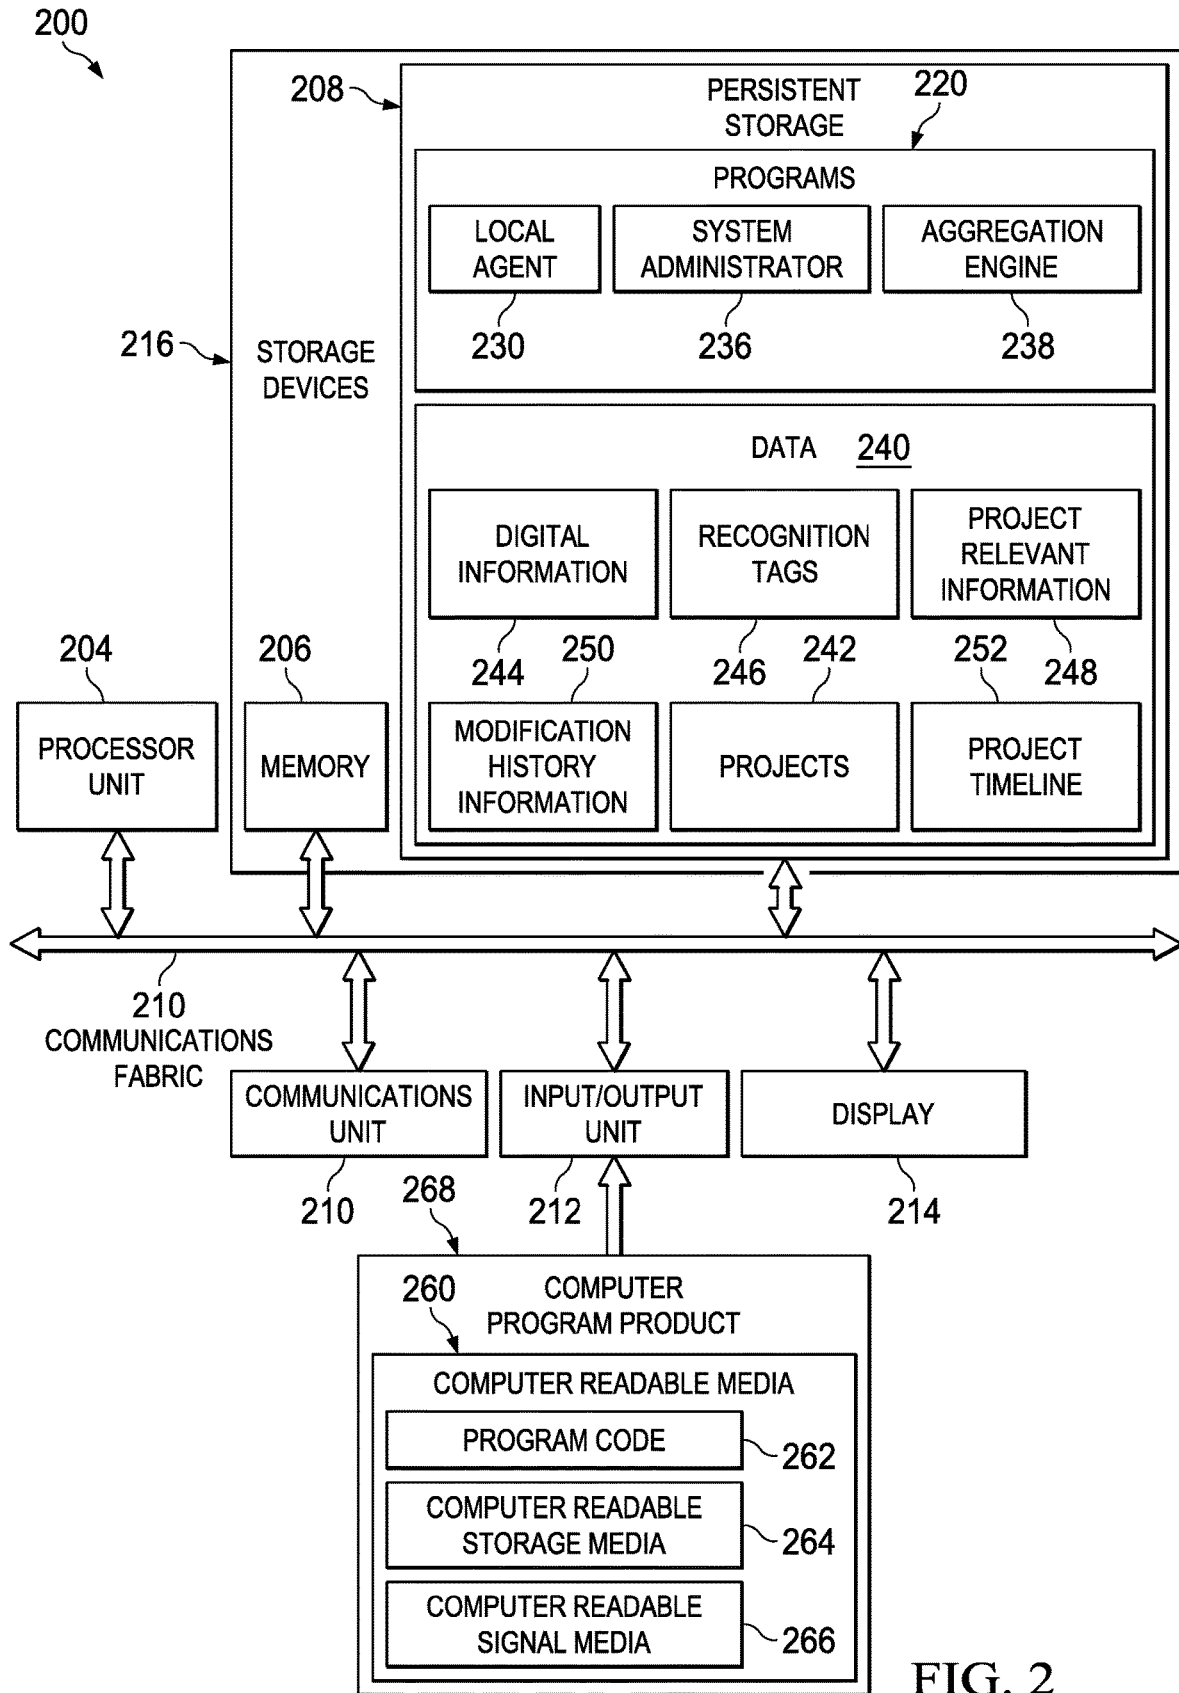 200
208
PERSISTENT
STORAGE
220
PROGRAMS
LOCAL
AGENT
SYSTEM
ADMINISTRATOR
AGGREGATION
ENGINE
230
236
238
216
STORAGE
DEVICES
DATA 240
DIGITAL
INFORMATION
RECOGNITION
TAGS
PROJECT
RELEVANT
INFORMATION
244
250
246
242
252
248
204
206
PROCESSOR
UNIT
MEMORY
MODIFICATION
HISTORY
INFORMATION
PROJECTS
PROJECT
TIMELINE
210
COMMUNICATIONS
FABRIC
COMMUNICATIONS
UNIT
INPUT/OUTPUT
UNIT
DISPLAY
210
212
214
268
COMPUTER
PROGRAM PRODUCT
260
COMPUTER READABLE MEDIA
PROGRAM CODE
262
COMPUTER READABLE
STORAGE MEDIA
264
COMPUTER READABLE
SIGNAL MEDIA
266
FIG. 2